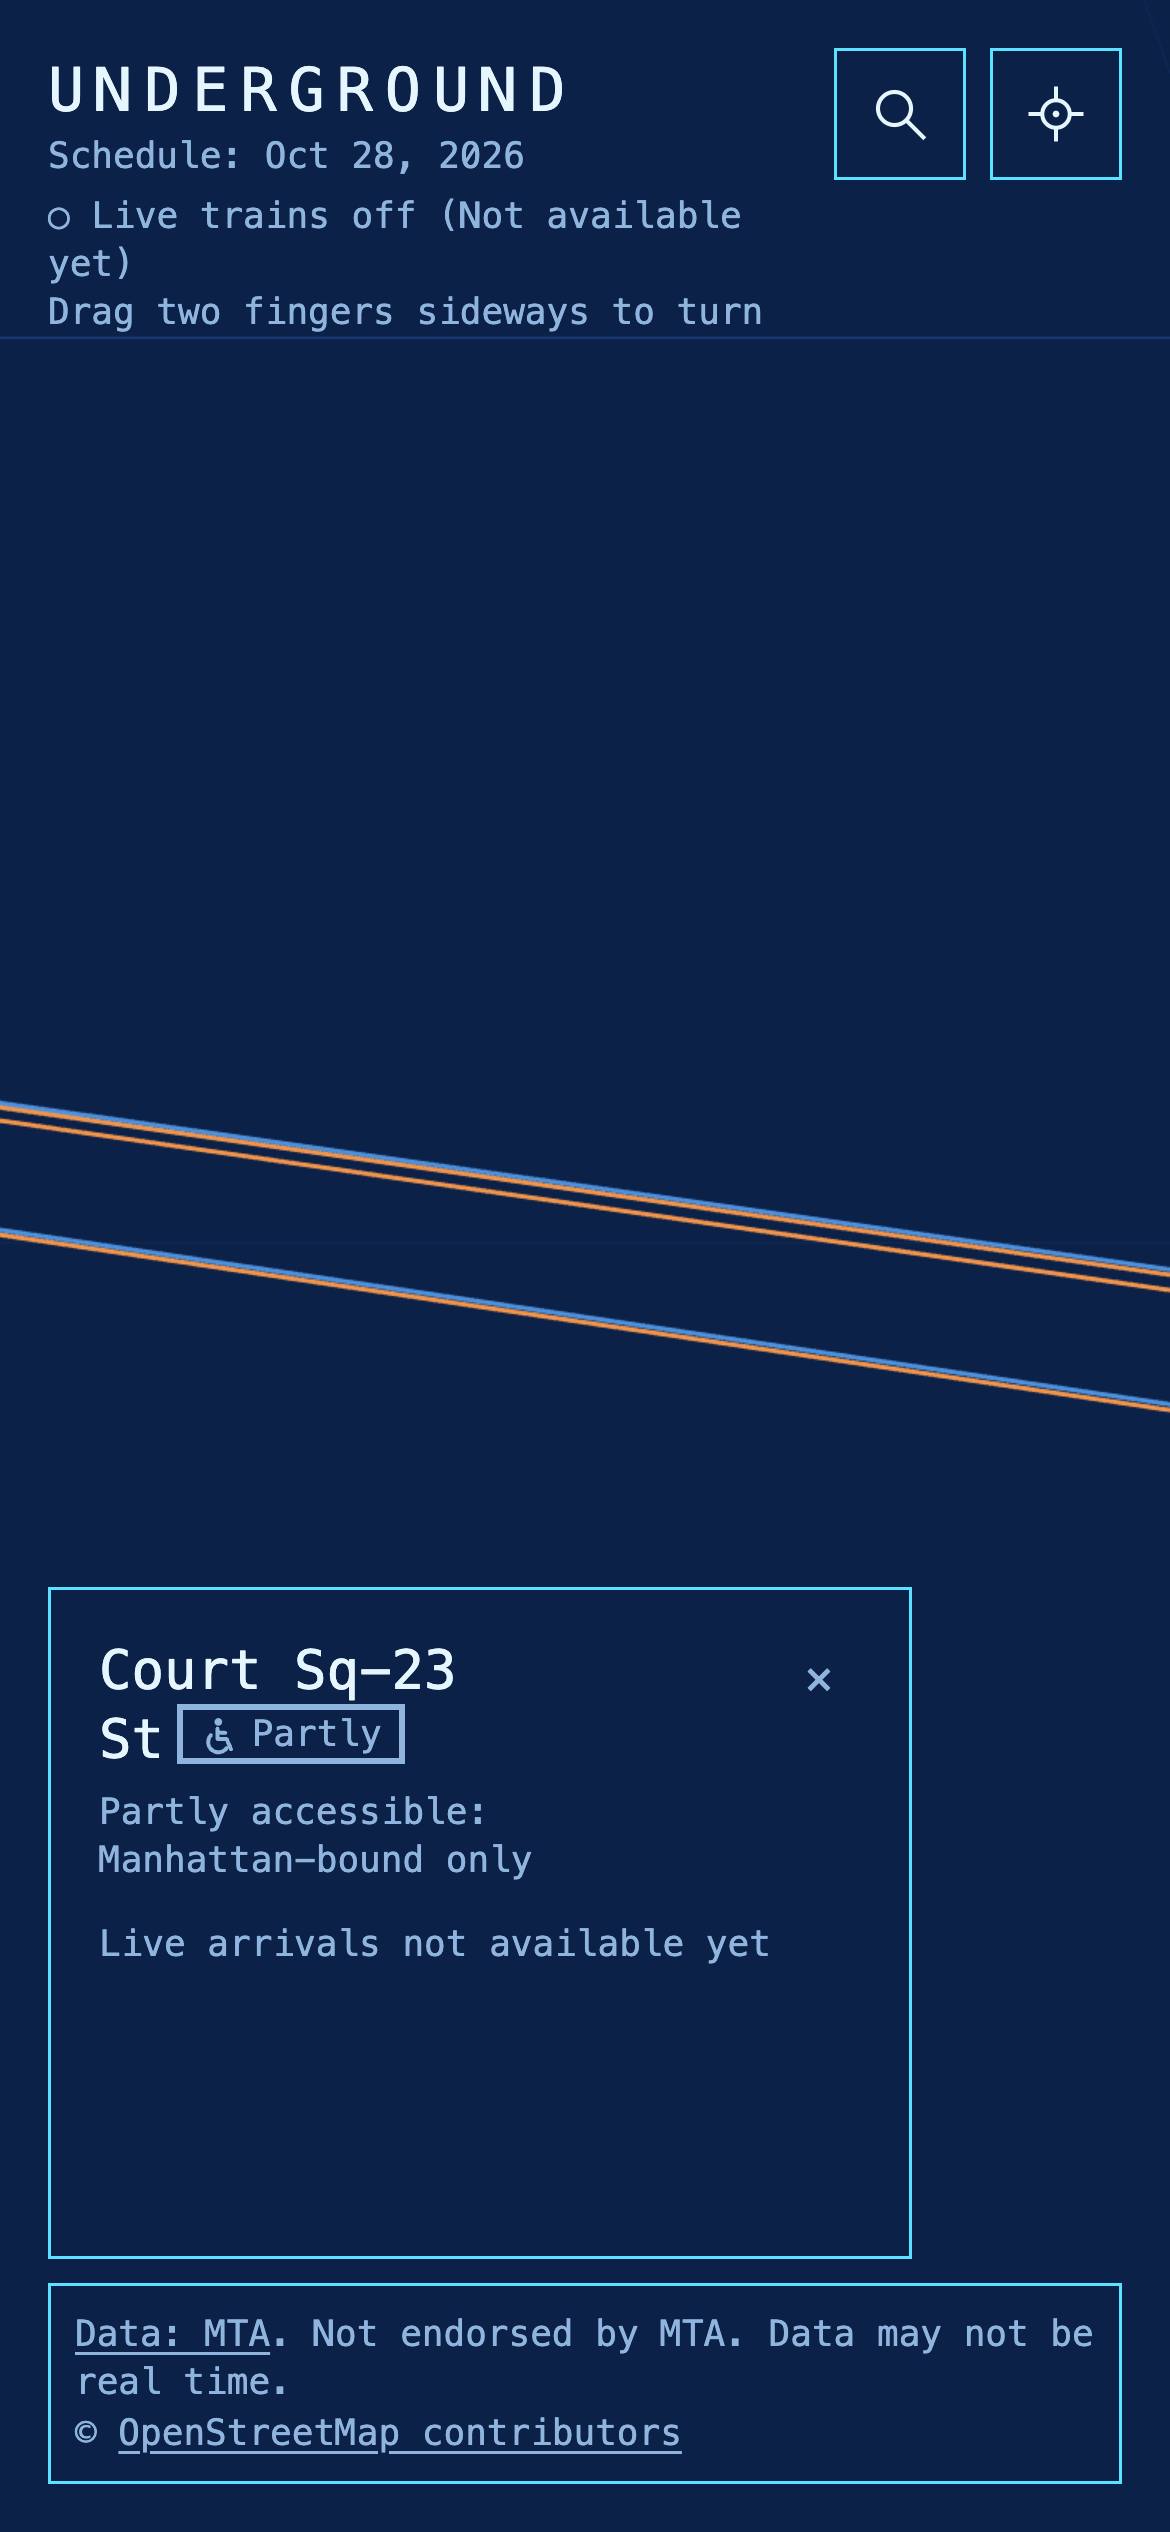 UNDERGROUND
Schedule: Oct 28, 2026
○ Live trains off (Not available
yet)
Drag two fingers sideways to turn
Court Sq–23
St ♿ Partly
×
Partly accessible:
Manhattan–bound only
Live arrivals not available yet
Data: MTA. Not endorsed by MTA. Data may not be
real time.
© OpenStreetMap contributors